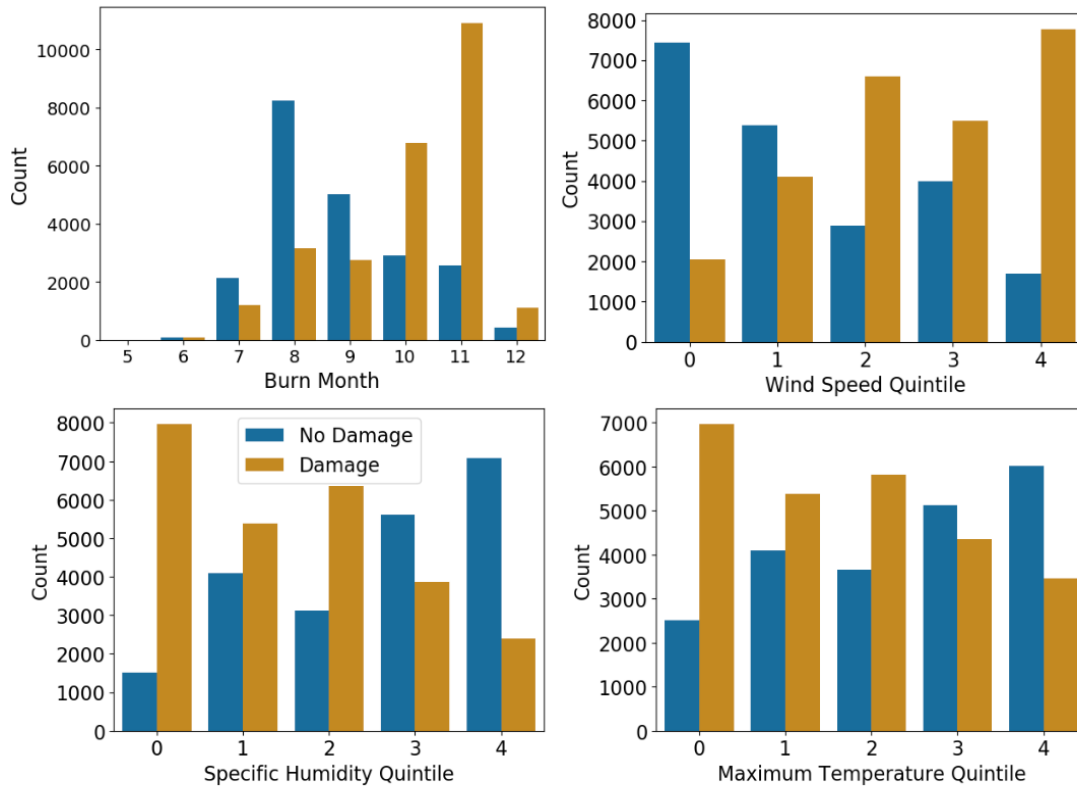 10000
8000
6000
4000
2000
0
Count
5 6 7 8 9 10 11 12
Burn Month
8000
7000
6000
5000
4000
3000
2000
1000
0
Count
0 1 2 3 4
Wind Speed Quintile
8000
7000
6000
5000
4000
3000
2000
1000
0
Count
No Damage
Damage
0 1 2 3 4
Specific Humidity Quintile
7000
6000
5000
4000
3000
2000
1000
0
Count
0 1 2 3 4
Maximum Temperature Quintile